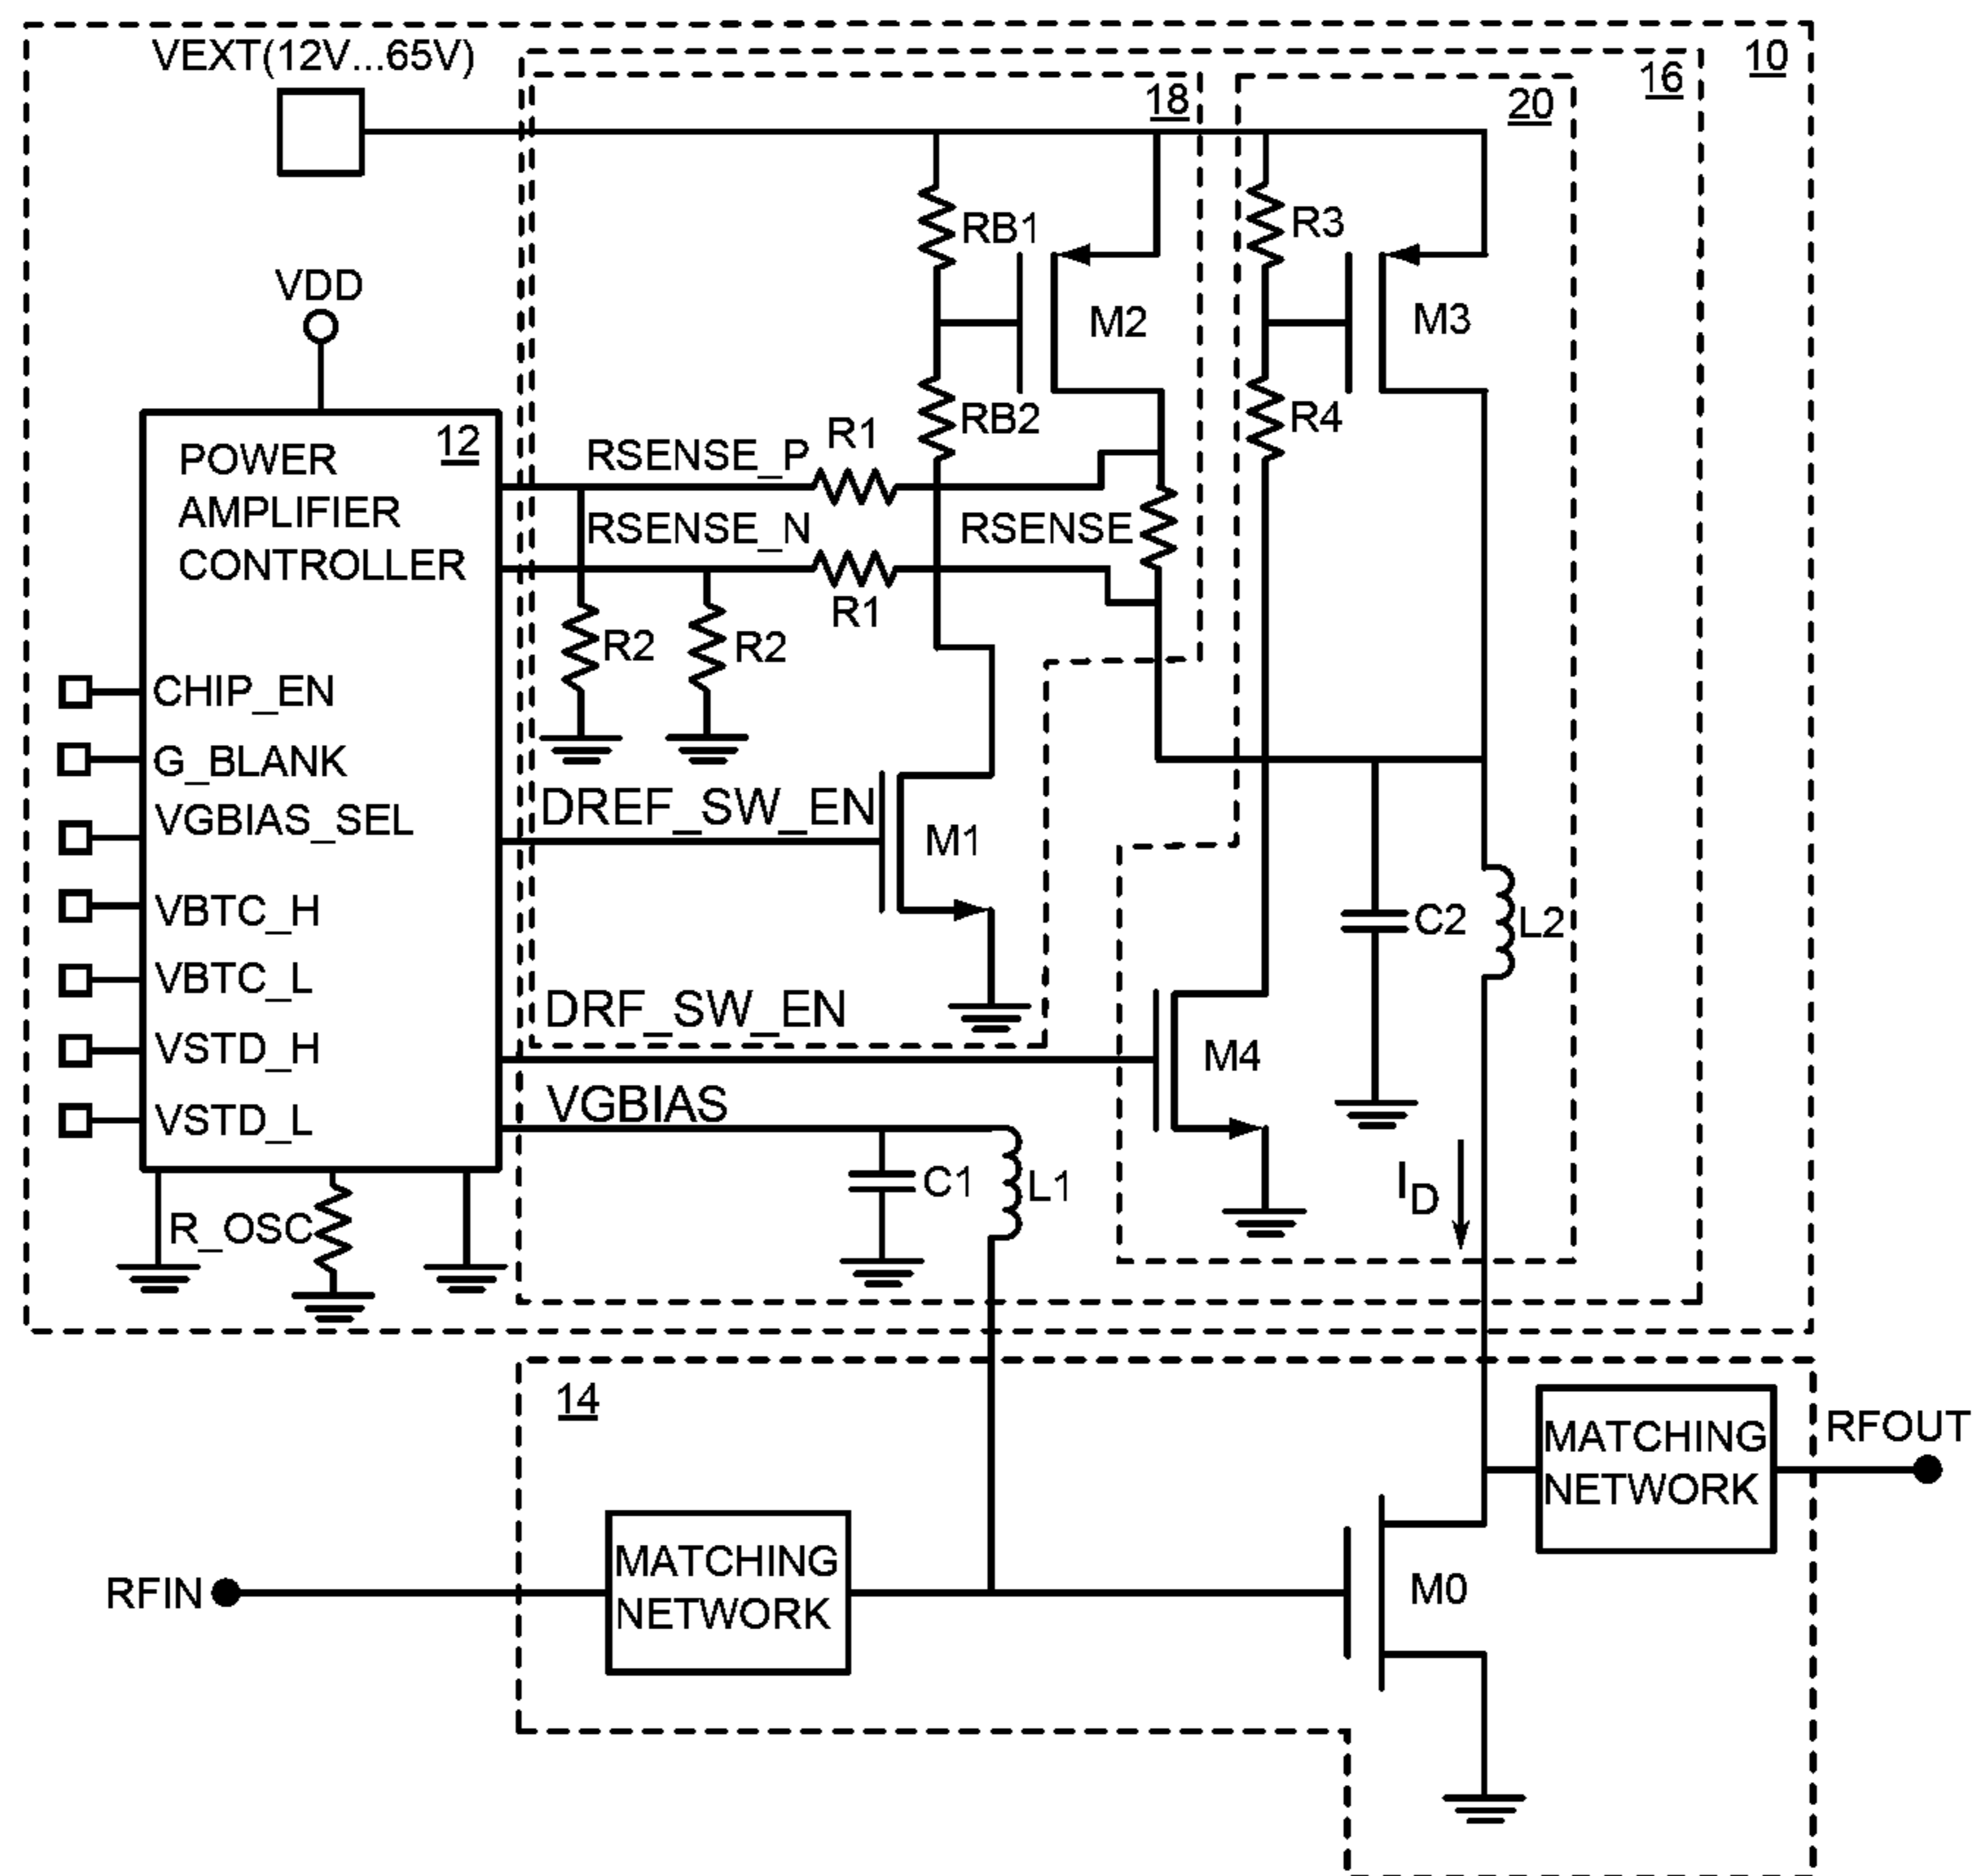 VEXT(12V...65V)
10
16
18
20
RB1
R3
M2
M3
VDD
12
POWER
AMPLIFIER
CONTROLLER
RSENSE_P
R1
RB2
R4
RSENSE_N
RSENSE
R1
R2
R2
CHIP_EN
G_BLANK
VGBIAS_SEL
VBTC_H
VBTC_L
VSTD_H
VSTD_L
DREF_SW_EN
M1
C2
L2
DRF_SW_EN
M4
VGBIAS
C1
L1
I_D
R_OSC
14
MATCHING
NETWORK
RFOUT
RFIN
MATCHING
NETWORK
M0